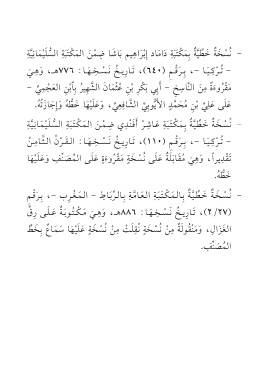 - نُسْخَةٌ خَطِّيَّةٌ بِمَكْتَبَةِ دَامَاد إِبْرَاهِيم بَاشَا ضِمْنَ المَكْتَبَةِ السُّلَيْمَانِيَّةِ
- تُرْكِيَا -، بِرَقْمِ (٦٤٠)، تَارِيخُ نَسْخِهَا: ٧٧٦هـ، وَهِيَ
مَقْرُوءَةٌ مِنَ النَّاسِخِ - أَبِي بَكْرِ بْنِ عُثْمَانَ الشَّهِيرُ بِٱبْنِ العَجَمِيِّ -
عَلَى عَلِيِّ بْنِ مُحَمَّدٍ الأَيُّوبِيِّ الشَّافِعِيِّ، وَعَلَيْهَا خَطُّهُ وَإِجَازَتُهُ.
- نُسْخَةٌ خَطِّيَّةٌ بِمَكْتَبَةِ عَاشِرْ أَفَنْدِي ضِمْنَ المَكْتَبَةِ السُّلَيْمَانِيَّةِ
- تُرْكِيَا -، بِرَقْمِ (١١٠)، تَارِيخُ نَسْخِهَا: القَرْنُ الثَّامِنُ
تَقْدِيراً، وَهِيَ مُقَابَلَةٌ عَلَى نُسْخَةٍ مَقْرُوءَةٍ عَلَى المُصَنِّفِ وَعَلَيْهَا
خَطُّهُ.
- نُسْخَةٌ خَطِّيَّةٌ بِالمَكْتَبَةِ العَامَّةِ بِالرِّبَاطِ - المَغْرِب -، بِرَقْمِ
(٢/٢٧)، تَارِيخُ نَسْخِهَا: ٨٨٦هـ، وَهِيَ مَكْتُوبَةٌ عَلَى رِقِّ
الغَزَالِ، وَمَنْقُولَةٌ مِنْ نُسْخَةٍ نُقِلَتْ مِنْ نُسْخَةٍ عَلَيْهَا سَمَاعٌ بِخَطِّ
المُصَنِّفِ.